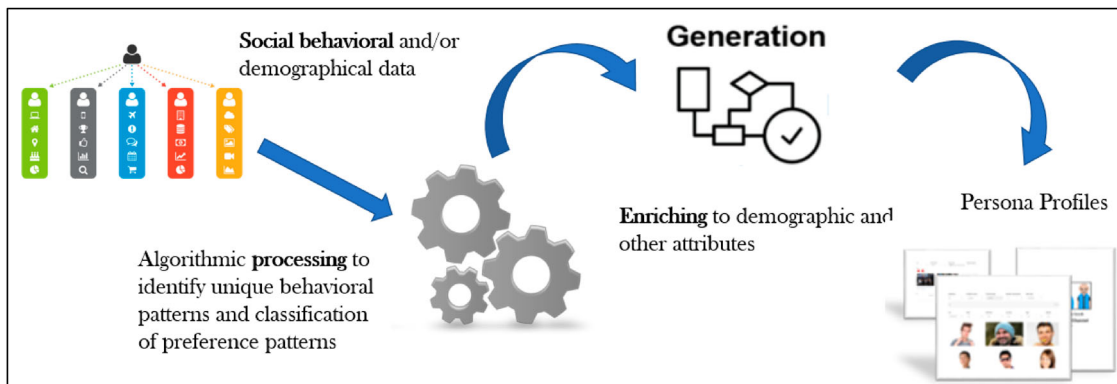 Social behavioral and/or
demographical data
Algorithmic processing to
identify unique behavioral
patterns and classification
of preference patterns
Generation
Enriching to demographic and
other attributes
Persona Profiles